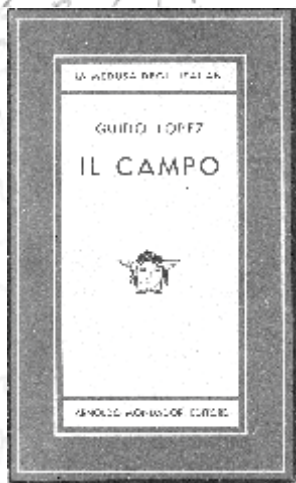 LA MEDUSA DEGLI ITALIANI
GUIDO LOPEZ
IL CAMPO
ARNOLDO MONDADORI EDITORE